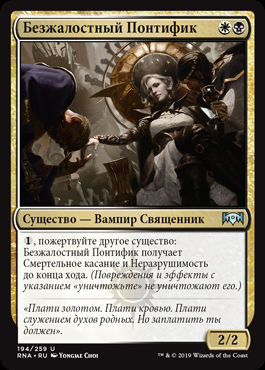 Безжалостный Понтифик
Существо — Вампир Священник
1, пожертвуйте другое существо:
Безжалостный Понтифик получает
Смертельное касание и Неразрушимость
до конца хода. (Повреждения и эффекты с
указанием «уничтожьте» не уничтожают его.)
«Плати золотом. Плати кровью. Плати
служением духов родных. Но заплатить ты
должен».
2/2
194/259 U
RNA • RU YONGJAE CHOI
™ & © 2019 Wizards of the Coast